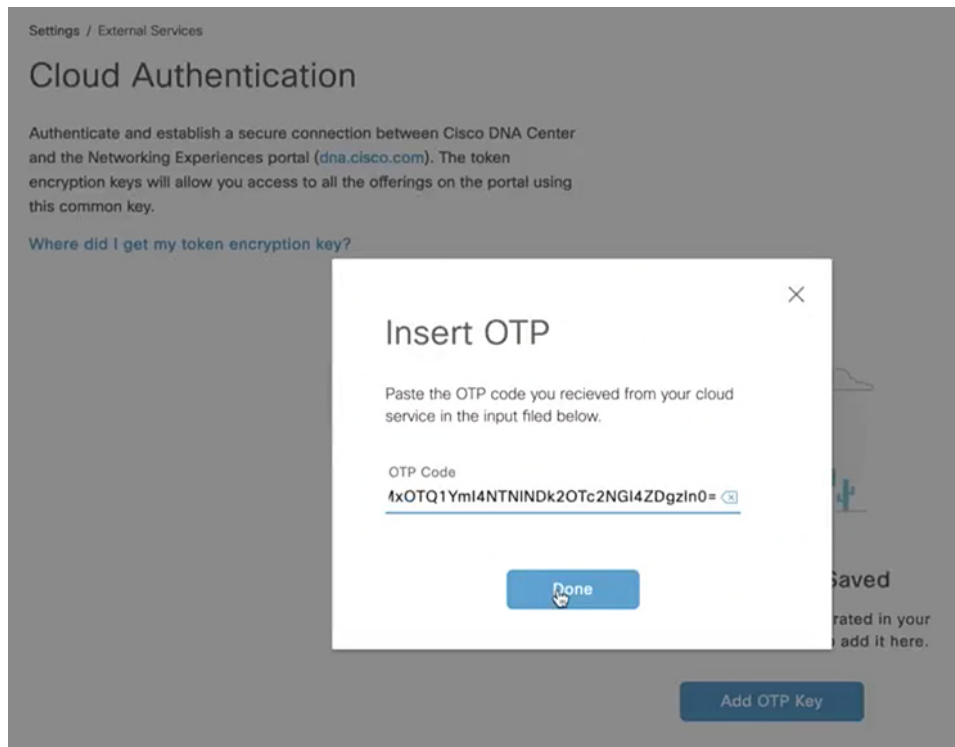 Settings / External Services
Cloud Authentication
Authenticate and establish a secure connection between Cisco DNA Center
and the Networking Experiences portal (dna.cisco.com). The token
encryption keys will allow you access to all the offerings on the portal using
this common key.
Where did I get my token encryption key?
Insert OTP
Paste the OTP code you recieved from your cloud
service in the input filed below.
OTP Code
Done
Saved
rated in your
add it here.
Add OTP Key